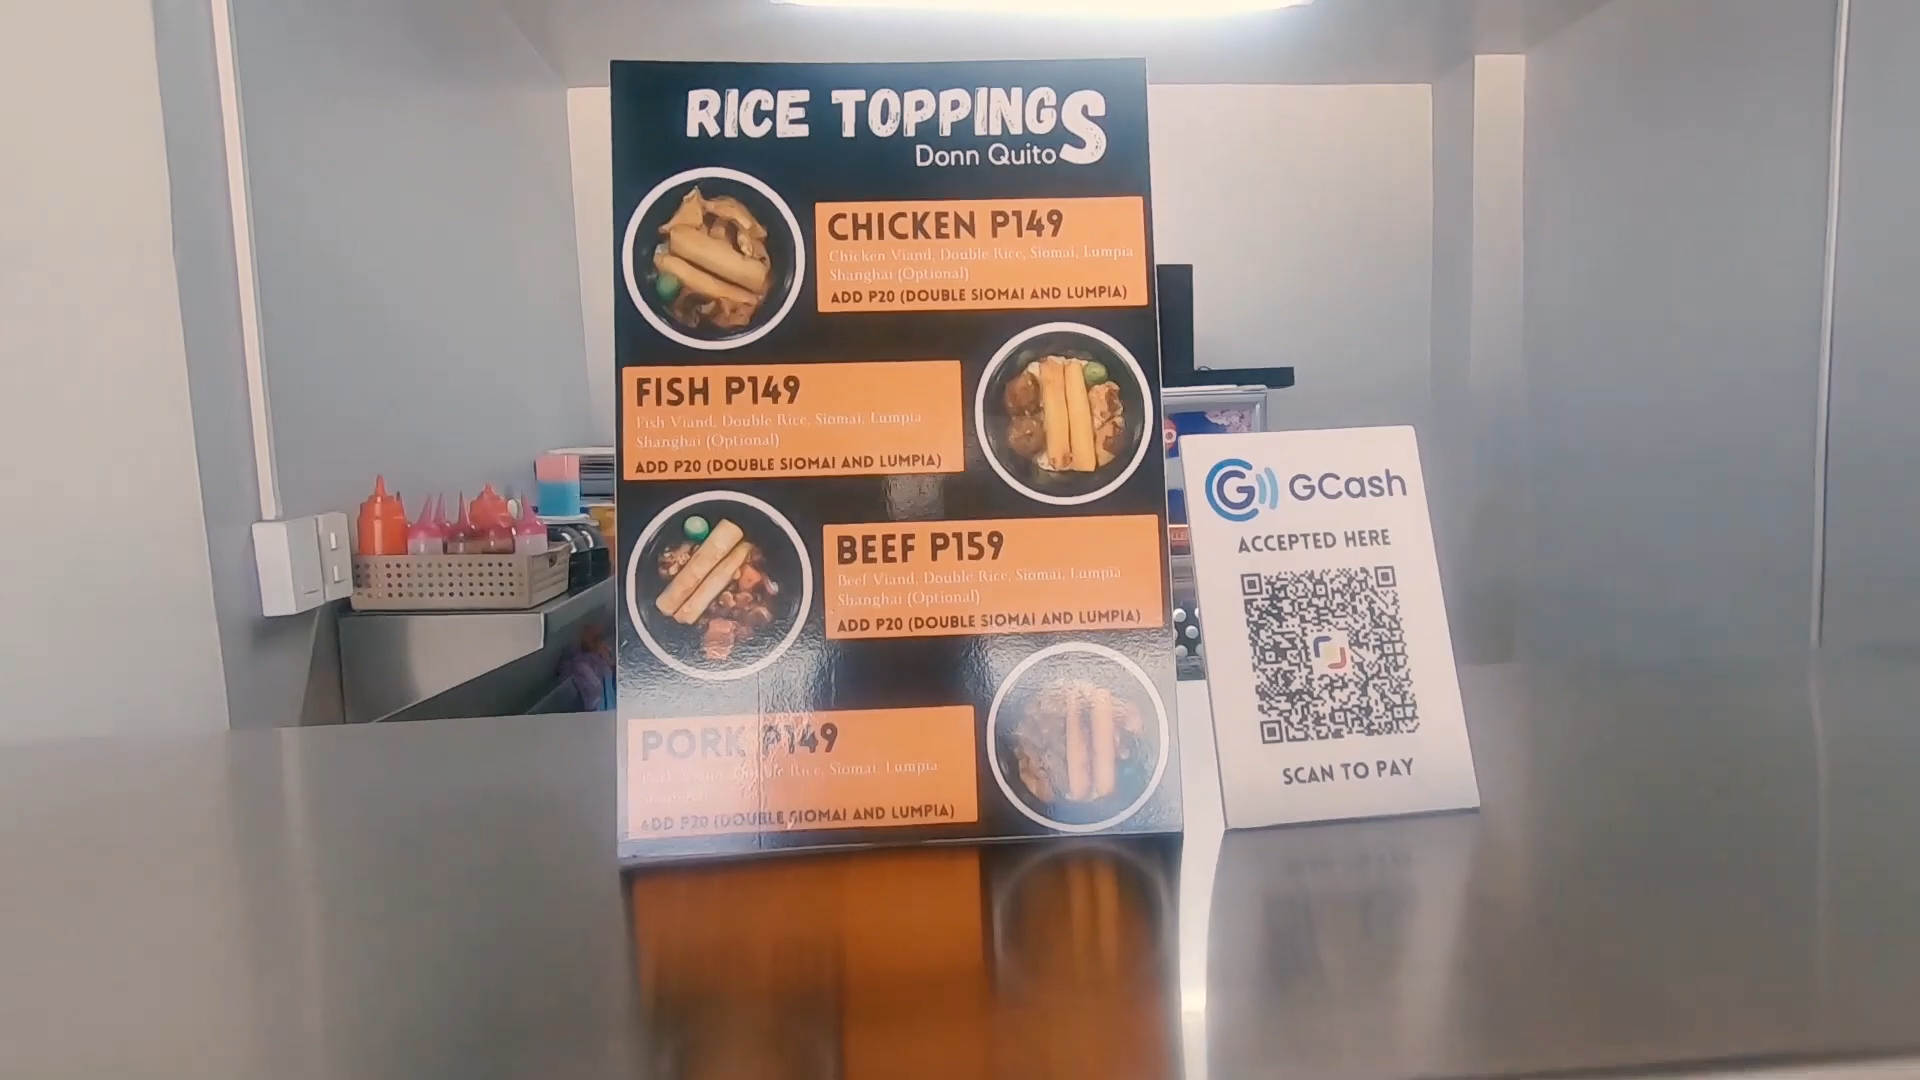 RICE TOPPINGS
Donn Quito
CHICKEN P149
Chicken Viand, Double Rice, Siomai, Lumpia
Shanghai (Optional)
ADD P20 (DOUBLE SIOMAI AND LUMPIA)
FISH P149
Fish Viand, Double Rice, Siomai, Lumpia
Shanghai (Optional)
ADD P20 (DOUBLE SIOMAI AND LUMPIA)
BEEF P159
Beef Viand, Double Rice, Siomai, Lumpia
Shanghai (Optional)
ADD P20 (DOUBLE SIOMAI AND LUMPIA)
PORK P149
Double Rice, Siomai, Lumpia
ADD P20 (DOUBLE SIOMAI AND LUMPIA)
GCash
ACCEPTED HERE
SCAN TO PAY